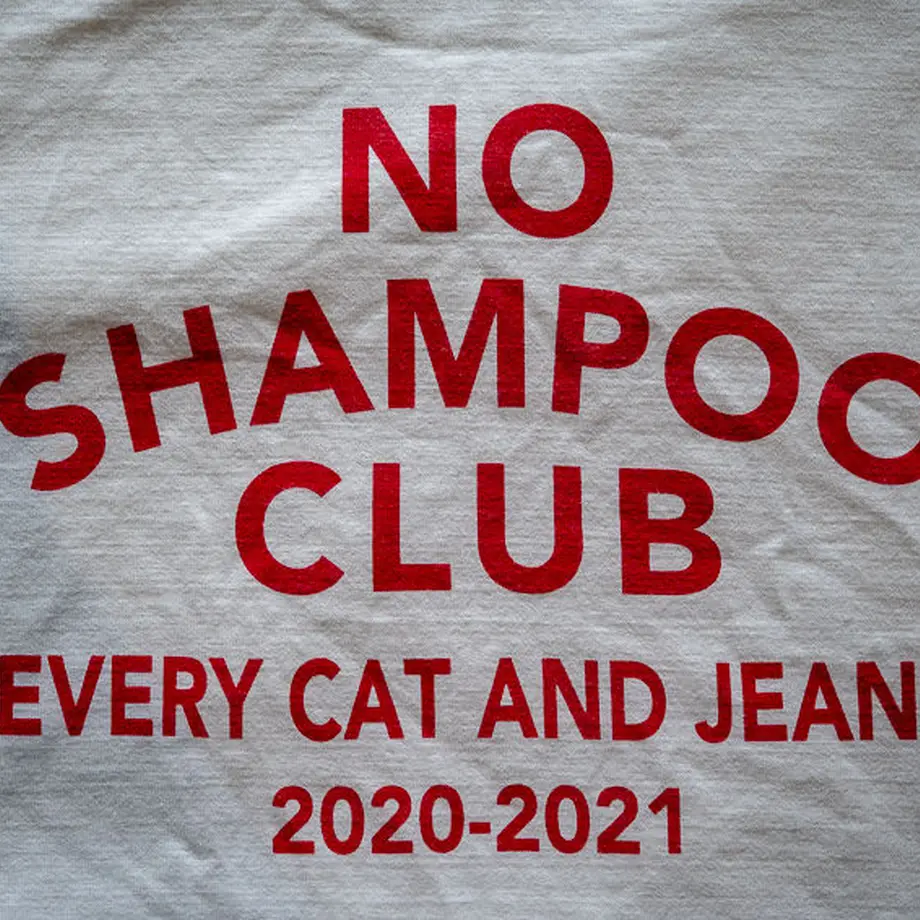 NO
SHAMPOO
CLUB
EVERY CAT AND JEAN
2020-2021